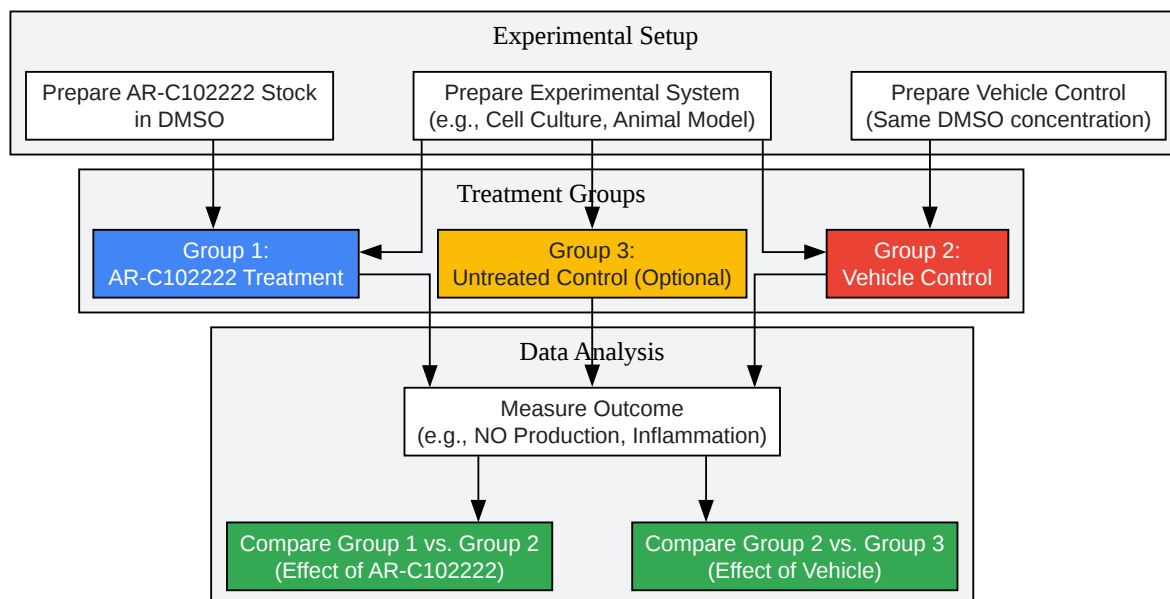 Experimental Setup
Prepare AR-C102222 Stock
in DMSO
Prepare Experimental System
(e.g., Cell Culture, Animal Model)
Prepare Vehicle Control
(Same DMSO concentration)
Treatment Groups
Group 1:
AR-C102222 Treatment
Group 3:
Untreated Control (Optional)
Group 2:
Vehicle Control
Data Analysis
Measure Outcome
(e.g., NO Production, Inflammation)
Compare Group 1 vs. Group 2
(Effect of AR-C102222)
Compare Group 2 vs. Group 3
(Effect of Vehicle)